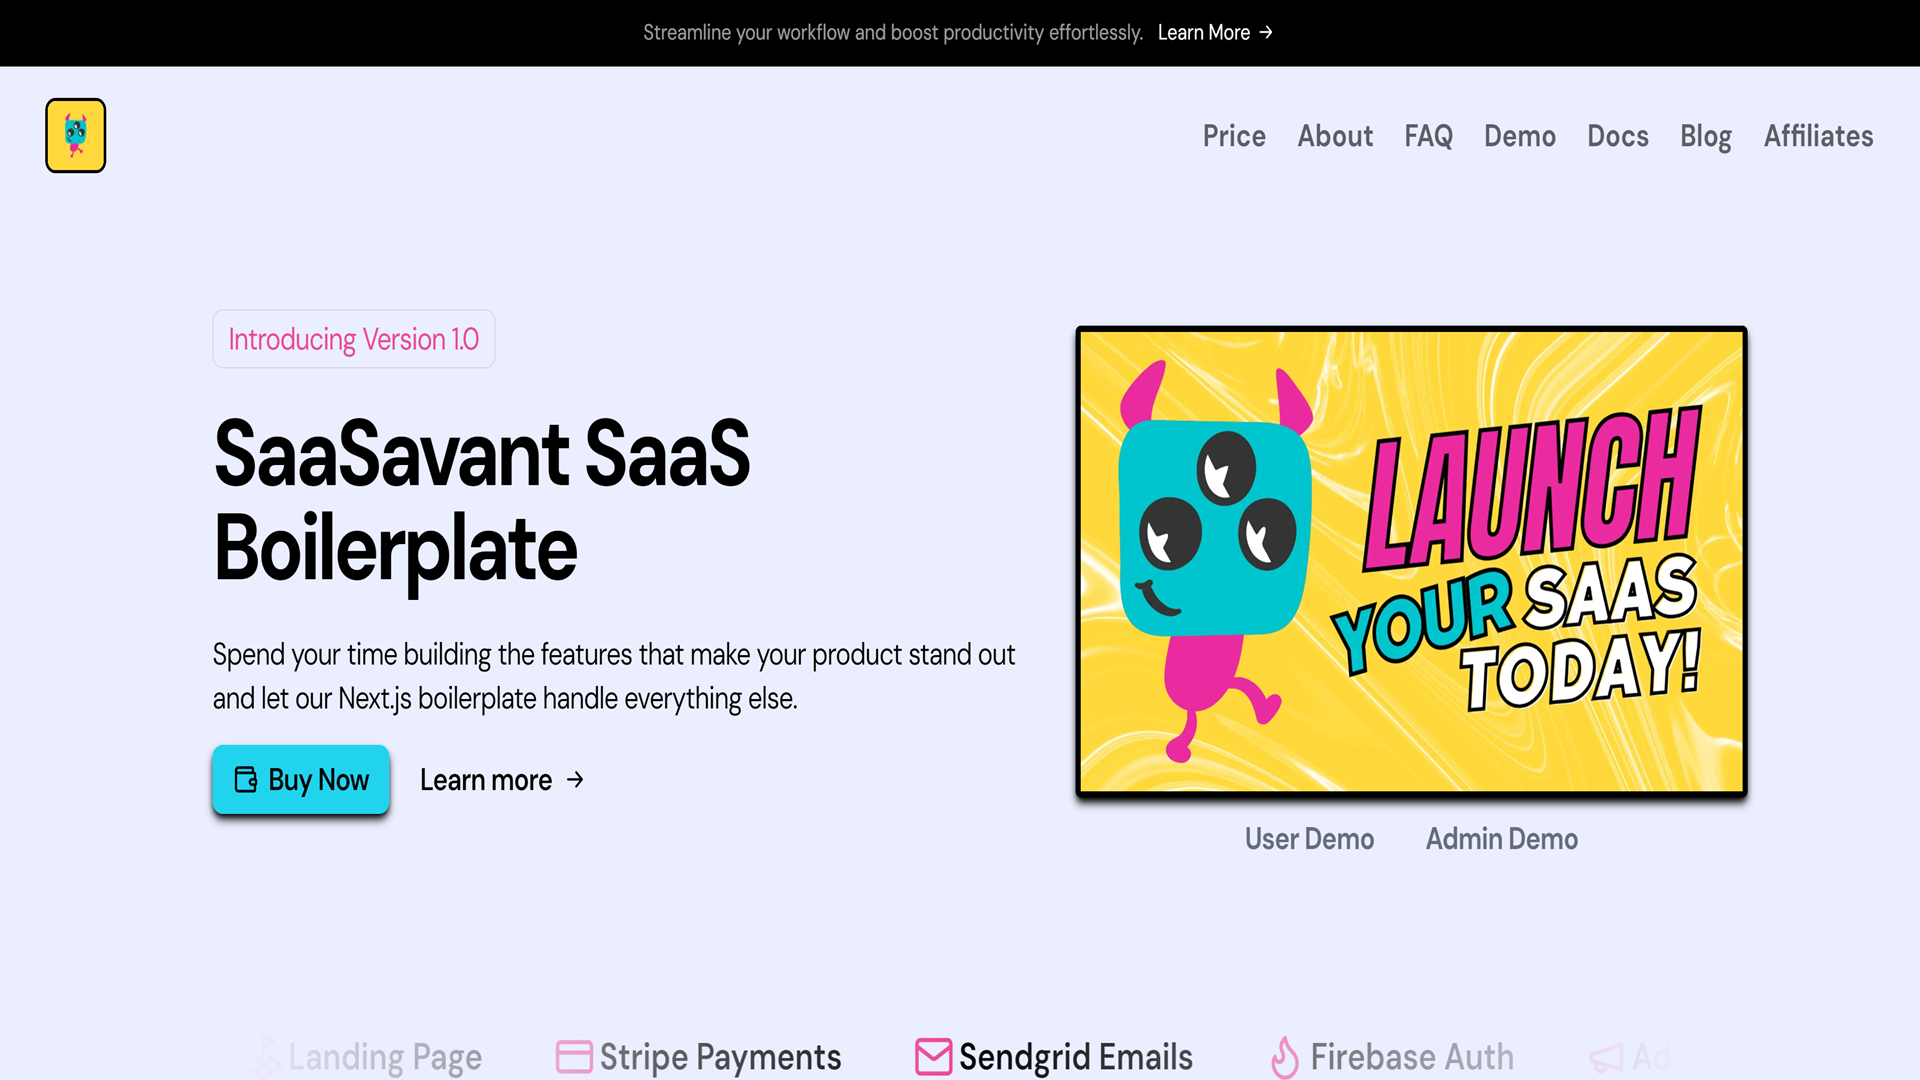 Streamline your workflow and boost productivity effortlessly. Learn More →
Price About FAQ Demo Docs Blog Affiliates
Introducing Version 1.0
SaaSavant SaaS
Boilerplate
Spend your time building the features that make your product stand out
and let our Next.js boilerplate handle everything else.
Buy Now Learn more →
LAUNCH
YOUR SAAS
TODAY!
User Demo Admin Demo
Landing Page Stripe Payments Sendgrid Emails Firebase Auth